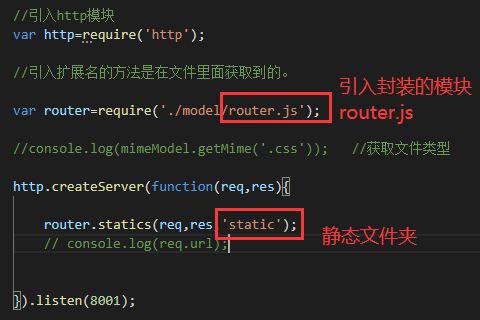 //引入http模块
var http=require('http');
//引入扩展名的方法是在文件里面获取到的。
引入封装的模块
var router=require('./model/router.js');
router.js
//console.log(mimeModel.getMime('.css'));   //获取文件类型
http.createServer(function(req,res){
router.statics(req,res,'static');
静态文件夹
// console.log(req.url);
}).listen(8001);